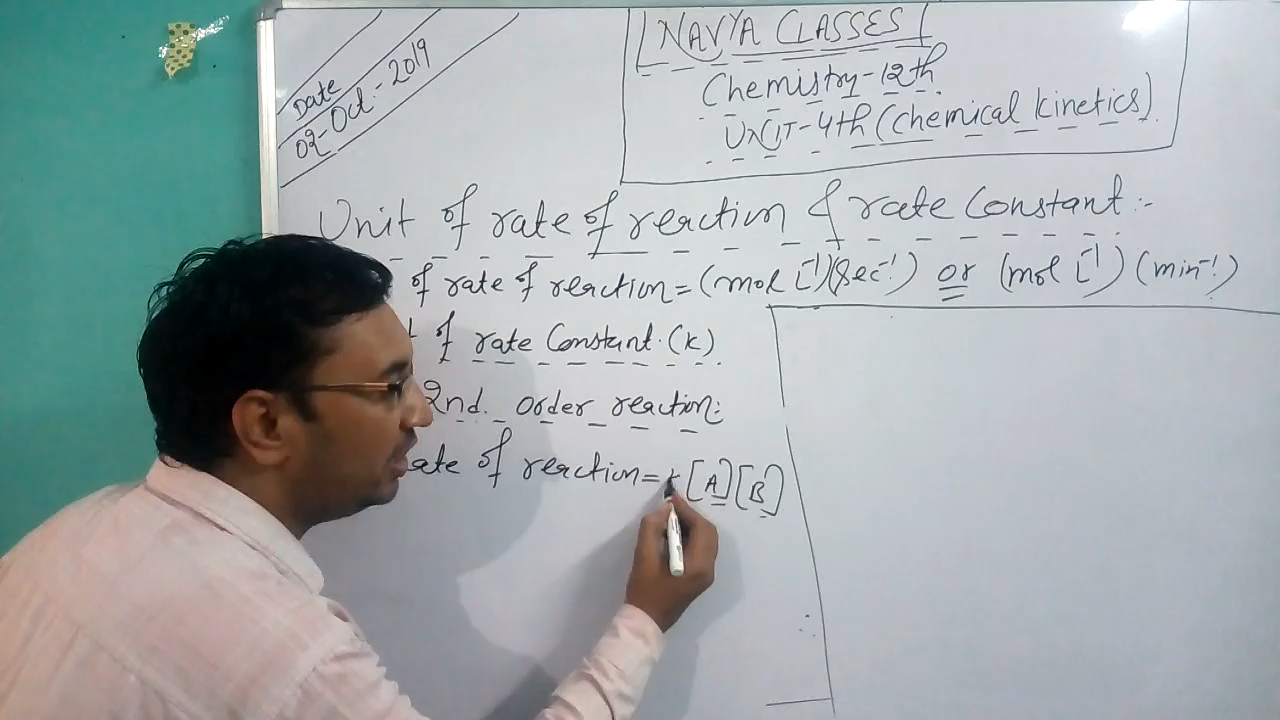 Date
02-Oct:-2019
NAVYA CLASSES
Chemistry-12th
UNIT-4th (Chemical kinetics).
Unit of rate of reaction & rate Constant:-
of rate of reaction = (mol L⁻¹)(sec⁻¹) or (mol L⁻¹) (min⁻¹)
of rate Constant. (K)
2nd. order reaction:
ate of reaction = [A][B]